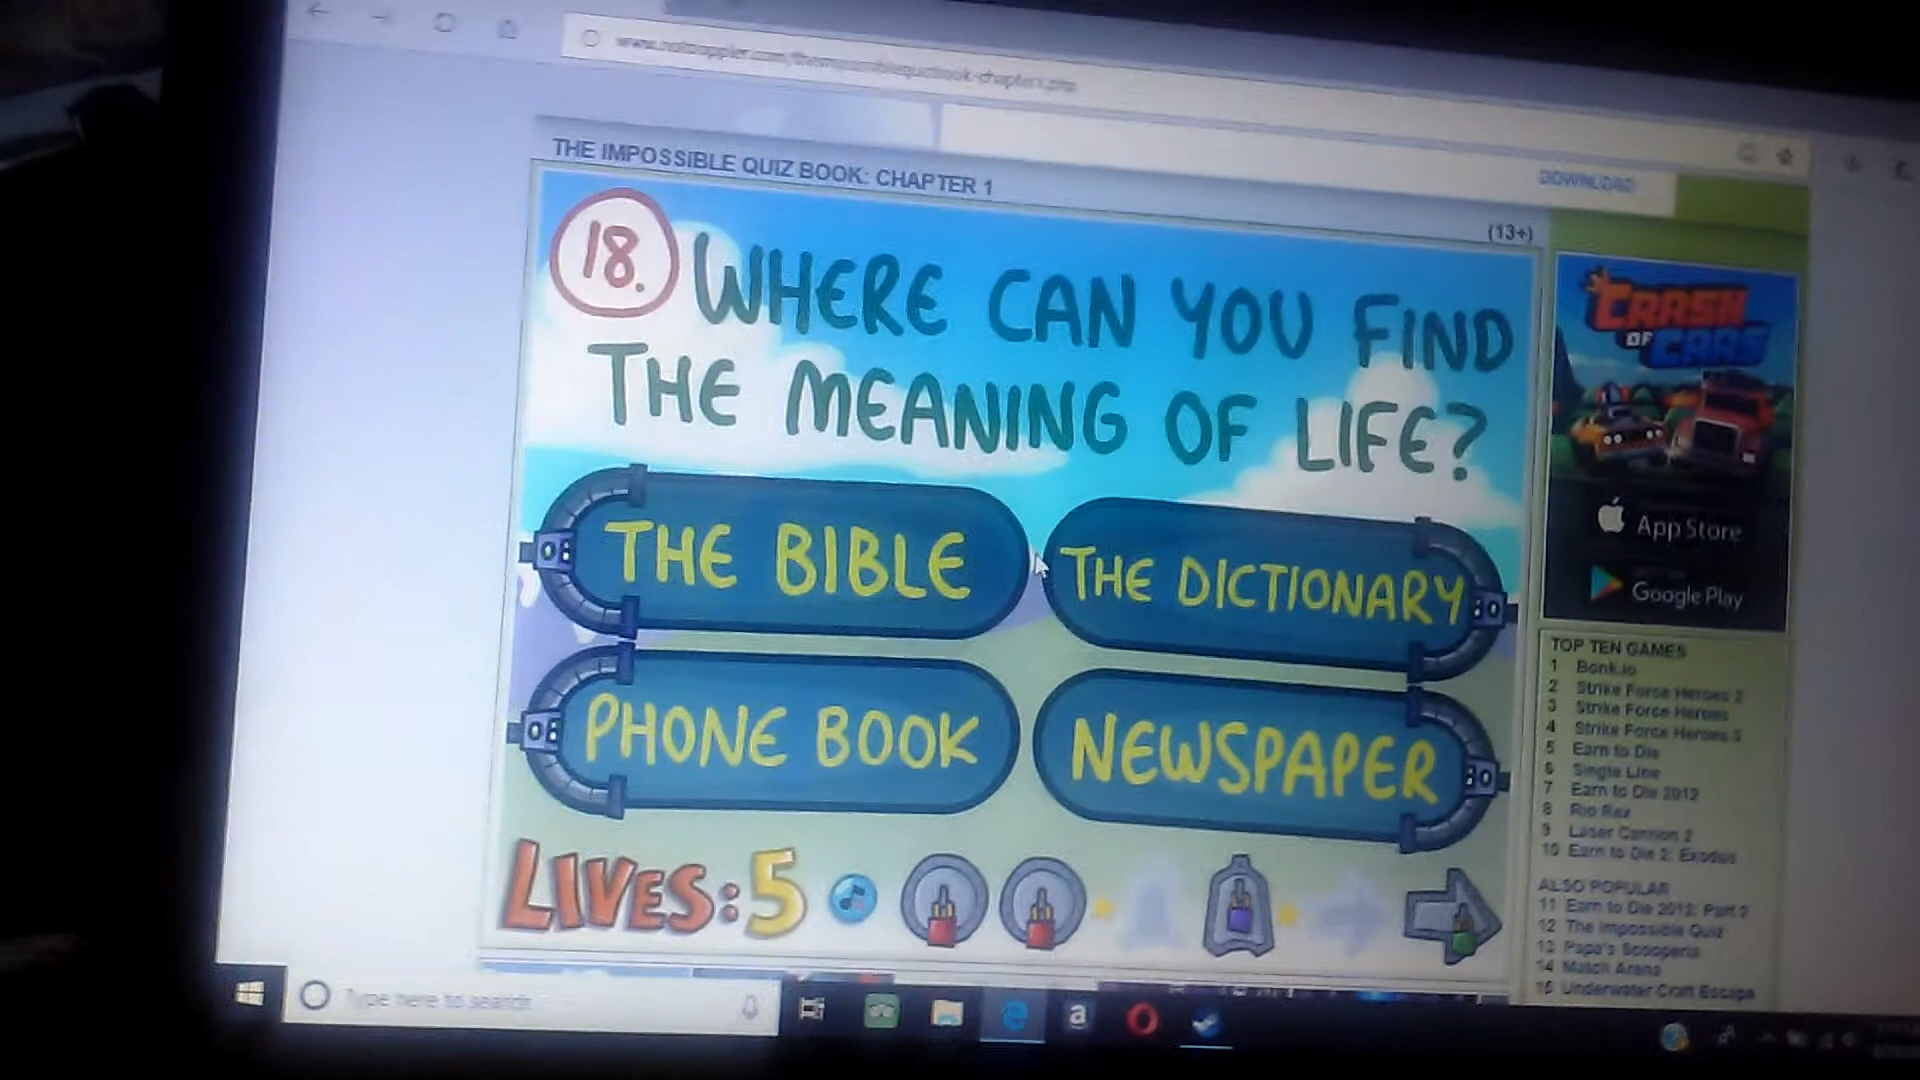 THE IMPOSSIBLE QUIZ BOOK: CHAPTER 1
DOWNLOAD
(13+)
18. WHERE CAN YOU FIND
THE MEANING OF LIFE?
THE BIBLE
THE DICTIONARY
PHONE BOOK
NEWSPAPER
LIVES: 5
CRASH
OF
CARS
App Store
Google Play
TOP TEN GAMES
1 Bonk.io
2 Strike Force Heroes 2
3 Strike Force Heroes
4 Strike Force Heroes 3
5 Earn to Die
6 Single Line
7 Earn to Die 2012
8 Rio Rex
9 Laser Cannon 2
10 Earn to Die 2: Exodus
ALSO POPULAR
11 Earn to Die 2012: Part 2
12 The Impossible Quiz
13 Papa's Scooperia
14 Match Arena
15 Underwater Craft Escape
Type here to search